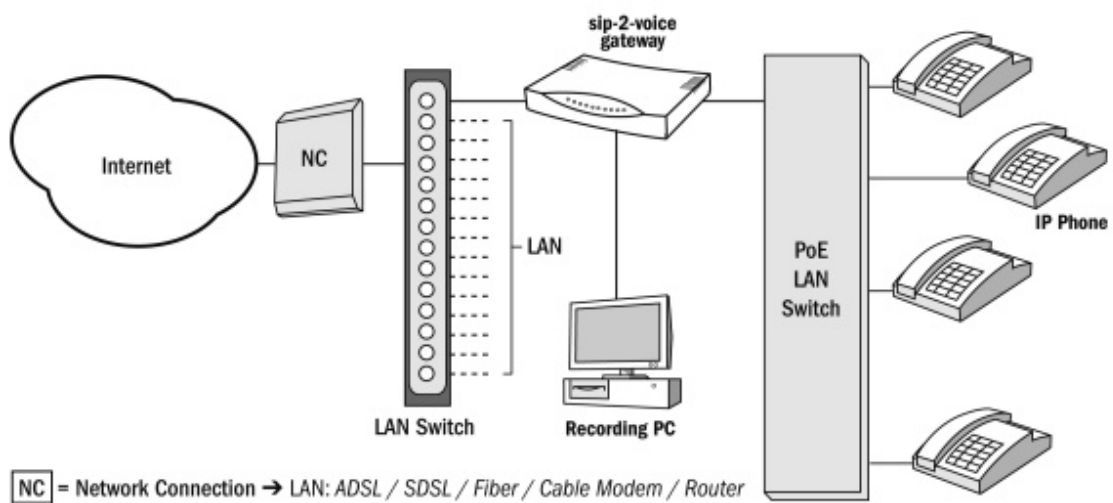 sip-2-voice
gateway
Internet
NC
LAN
IP Phone
PoE
LAN
Switch
LAN Switch
Recording PC
NC = Network Connection ➔ LAN: ADSL / SDSL / Fiber / Cable Modem / Router